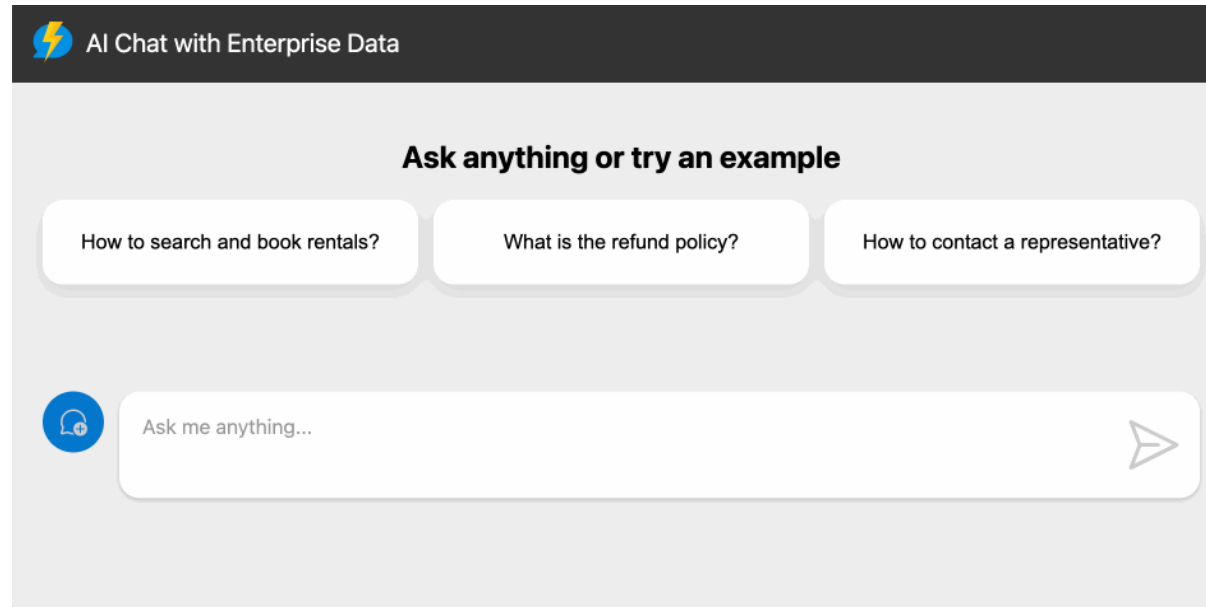 AI Chat with Enterprise Data
Ask anything or try an example
How to search and book rentals?
What is the refund policy?
How to contact a representative?
Ask me anything...